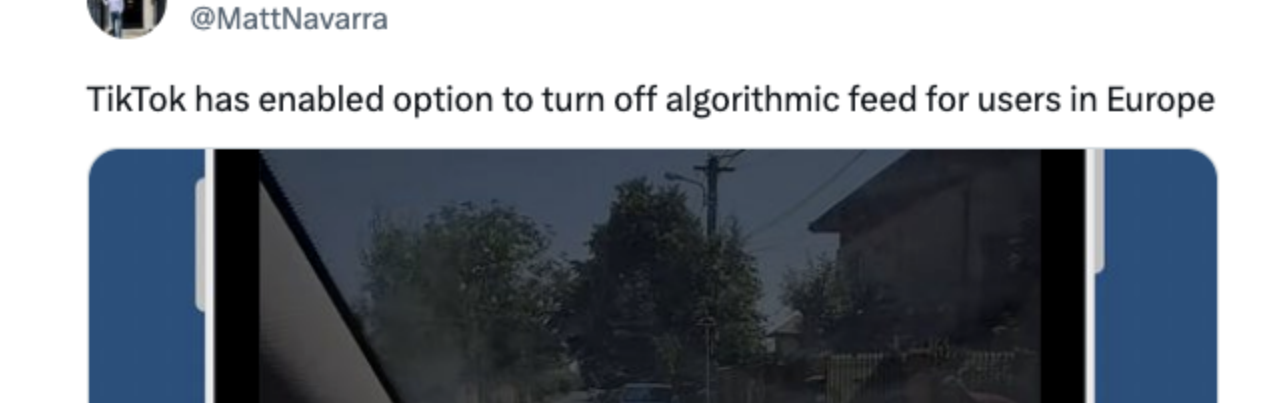 @MattNavarra
TikTok has enabled option to turn off algorithmic feed for users in Europe